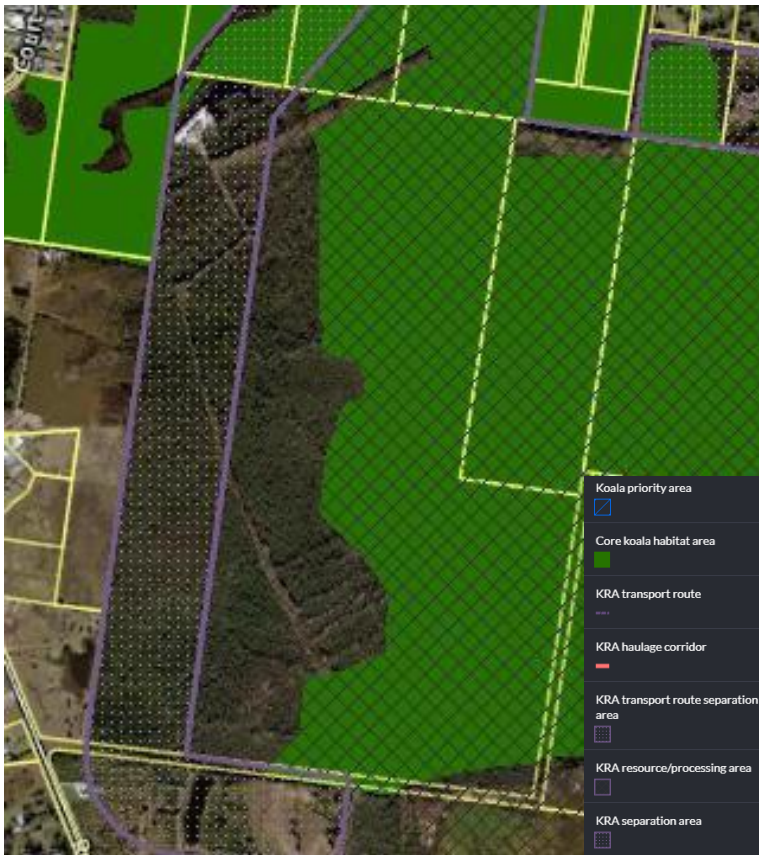 Court
Koala priority area
Core koala habitat area
KRA transport route
KRA haulage corridor
KRA transport route separation
area
KRA resource/processing area
KRA separation area